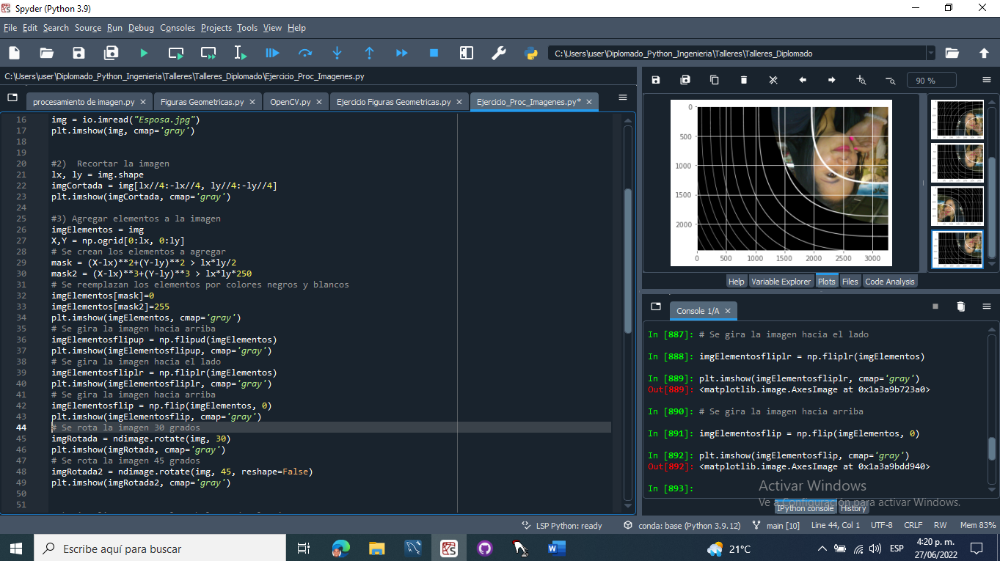 Spyder (Python 3.9)
File Edit Search Source Run Debug Consoles Projects Tools View Help
C:\Users\user\Diplomado_Python_Ingenieria\Talleres\Talleres_Diplomado
C:\Users\user\Diplomado_Python_Ingenieria\Talleres\Talleres_Diplomado\Ejercicio_Proc_Imagenes.py
procesamiento de imagen.py Figuras Geometricas.py OpenCV.py Ejercicio Figuras Geometricas.py Ejercicio_Proc_Imagenes.py*
16 img = io.imread("Esposa.jpg")
17 plt.imshow(img, cmap='gray')
18
19
20 #2)  Recortar la imagen
21 lx, ly = img.shape
22 imgCortada = img[lx//4:-lx//4, ly//4:-ly//4]
23 plt.imshow(imgCortada, cmap='gray')
24
25 #3) Agregar elementos a la imagen
26 imgElementos = img
27 X,Y = np.ogrid[0:lx, 0:ly]
28 # Se crean los elementos a agregar
29 mask = (X-lx)**2+(Y-ly)**2 > lx*ly/2
30 mask2 = (X-lx)**3+(Y-ly)**3 > lx*ly*250
31 # Se reemplazan los elementos por colores negros y blancos
32 imgElementos[mask]=0
33 imgElementos[mask2]=255
34 plt.imshow(imgElementos, cmap='gray')
35 # Se gira la imagen hacia arriba
36 imgElementosflipup = np.flipud(imgElementos)
37 plt.imshow(imgElementosflipup, cmap='gray')
38 # Se gira la imagen hacia el lado
39 imgElementosfliplr = np.fliplr(imgElementos)
40 plt.imshow(imgElementosfliplr, cmap='gray')
41 # Se gira la imagen hacia arriba
42 imgElementosflip = np.flip(imgElementos, 0)
43 plt.imshow(imgElementosflip, cmap='gray')
44 # Se rota la imagen 30 grados
45 imgRotada = ndimage.rotate(img, 30)
46 plt.imshow(imgRotada, cmap='gray')
47 # Se rota la imagen 45 grados
48 imgRotada2 = ndimage.rotate(img, 45, reshape=False)
49 plt.imshow(imgRotada2, cmap='gray')
50
51
90 %
0
500
1000
1500
2000
0 500 1000 1500 2000 2500 3000
Help Variable Explorer Plots Files Code Analysis
Console 1/A
In [887]: # Se gira la imagen hacia el lado
In [888]: imgElementosfliplr = np.fliplr(imgElementos)
In [889]: plt.imshow(imgElementosfliplr, cmap='gray')
Out[889]: <matplotlib.image.AxesImage at 0x1a3a9b723a0>
In [890]: # Se gira la imagen hacia arriba
In [891]: imgElementosflip = np.flip(imgElementos, 0)
In [892]: plt.imshow(imgElementosflip, cmap='gray')
Out[892]: <matplotlib.image.AxesImage at 0x1a3a9bdd940>
In [893]:
Activar Windows
Ve a Configuración para activar Windows.
IPython console History
LSP Python: ready conda: base (Python 3.9.12) main [10] Line 44, Col 1 UTF-8 CRLF RW Mem 83%
Escribe aquí para buscar
21°C
ESP
4:20 p. m.
27/06/2022